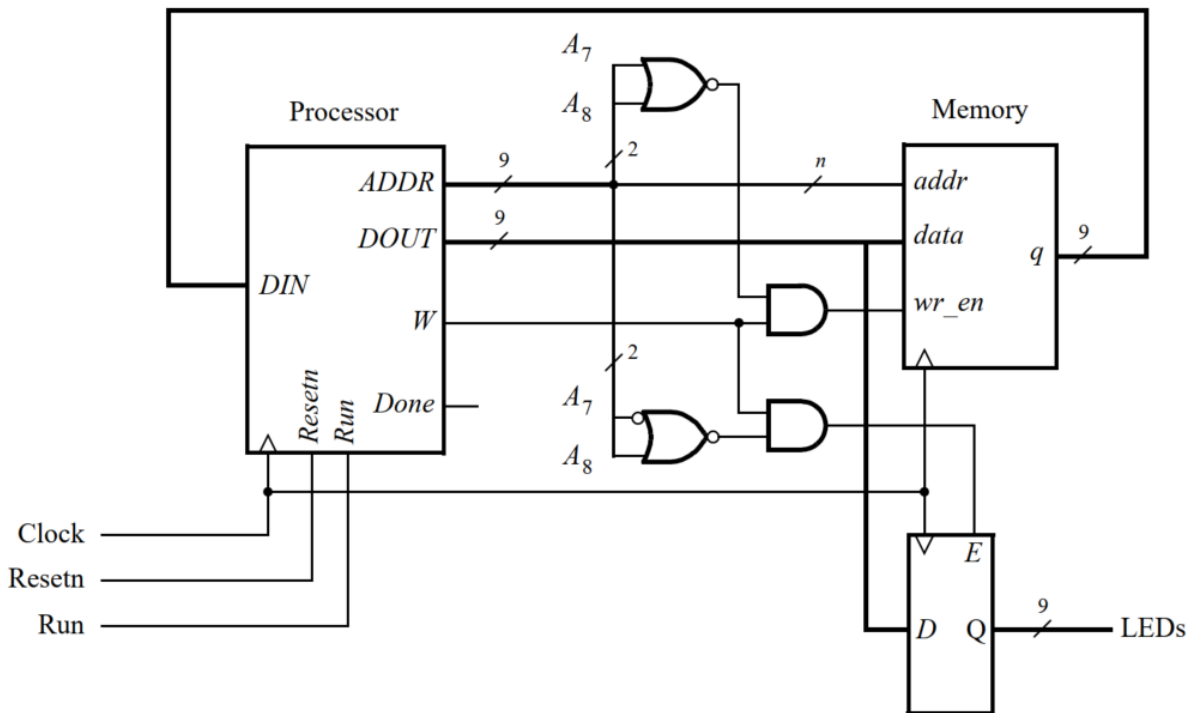 A7
A8
Processor
Memory
9
2
n
ADDR
addr
9
DOUT
data
9
q
DIN
W
wr_en
2
Resetn
Run
Done
A7
A8
Clock
E
Resetn
9
Run
D
Q
LEDs